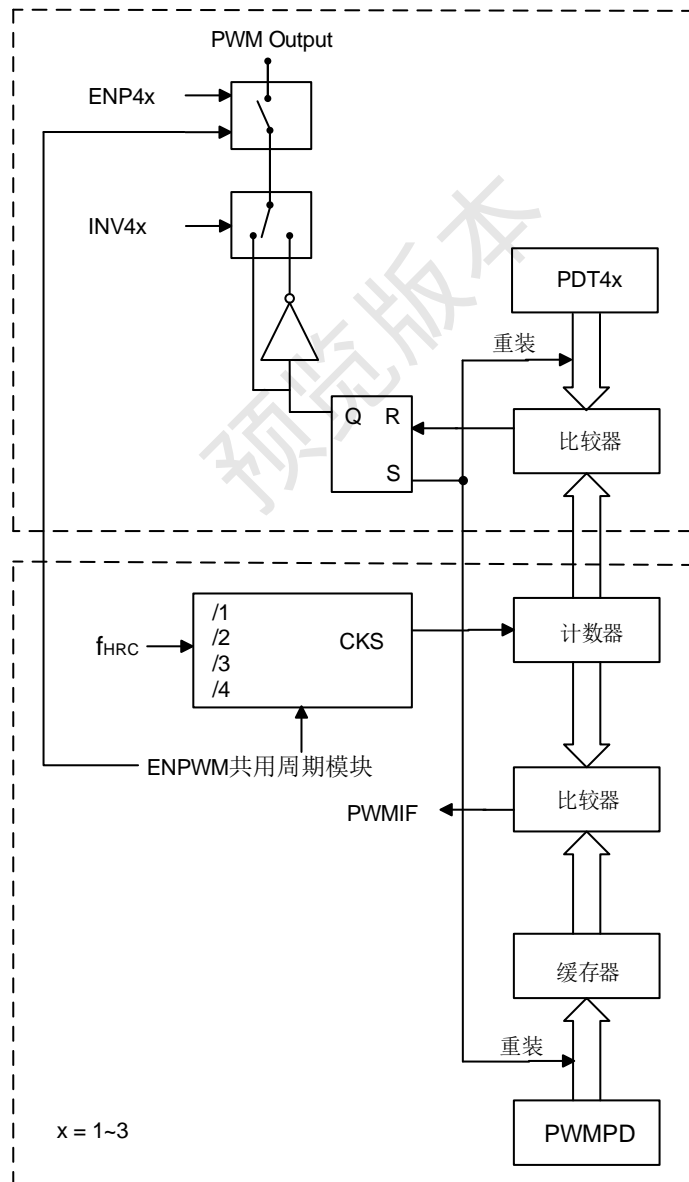 PWM Output
ENP4x
INV4x
PDT4x
重装
Q R
S
比较器
预览版本
/1
/2
/3
/4
CKS
fHRC
计数器
ENPWM共用周期模块
比较器
PWMIF
缓存器
重装
x = 1~3
PWMPD